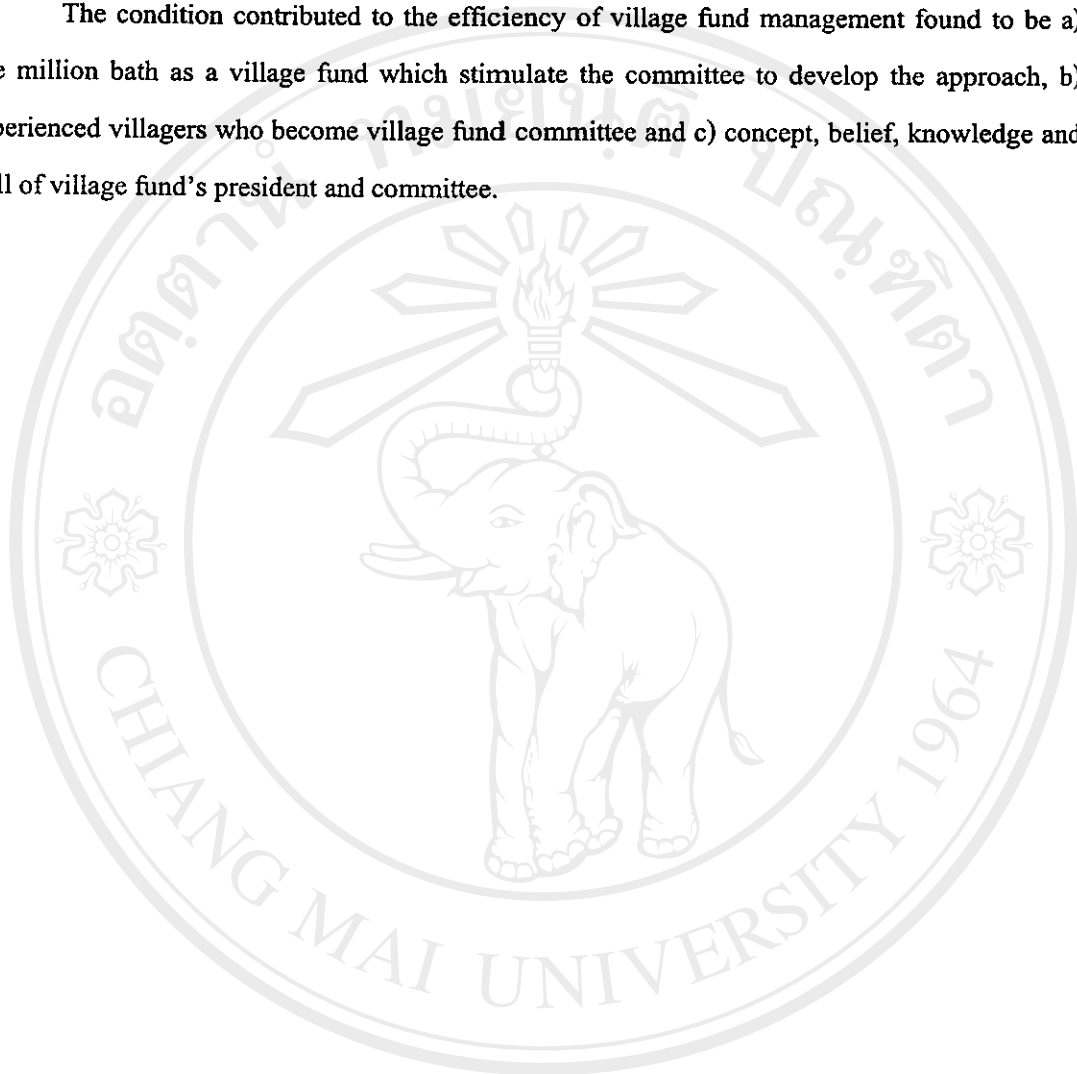 The condition contributed to the efficiency of village fund management found to be a)
million bath as a village fund which stimulate the committee to develop the approach, b)
villagers who become village fund committee and c) concept, belief, knowledge and
of village fund's president and committee.
CHIANG MAI UNIVERSITY 1964